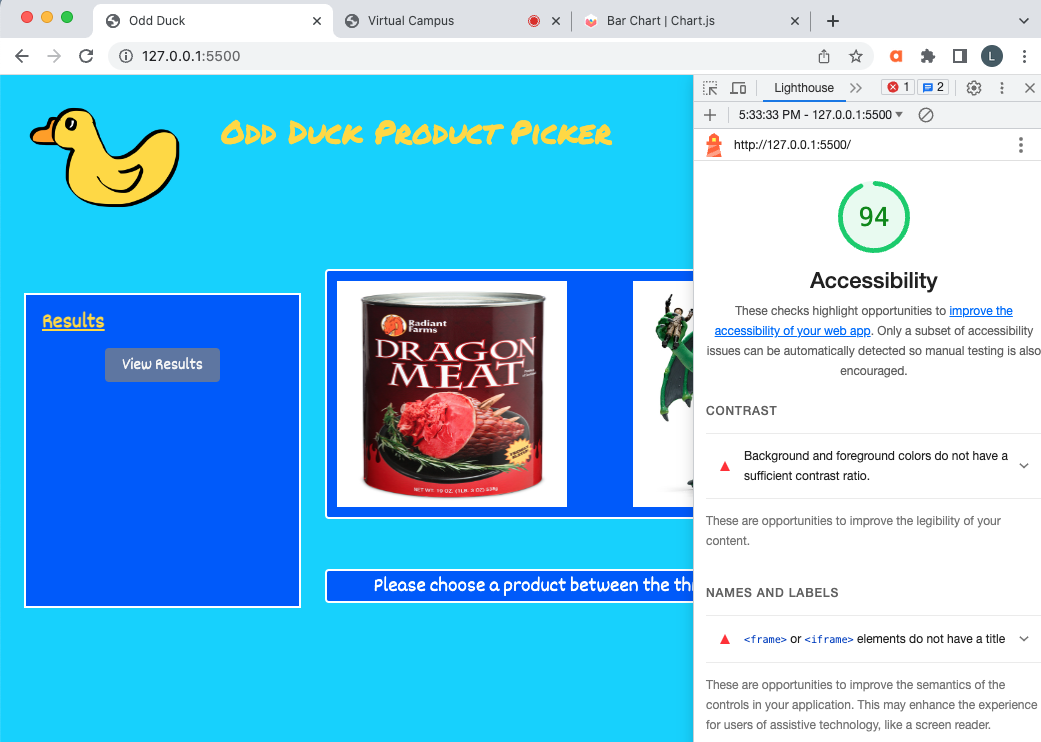 Odd Duck
Virtual Campus
Bar Chart | Chart.js
127.0.0.1:5500
L
Lighthouse
1
2
5:33:33 PM - 127.0.0.1:5500
http://127.0.0.1:5500/
Odd Duck Product Picker
Results
View Results
Radiant
Farms
DRAGON
MEAT
NET WT. 10 OZ.
Please choose a product between the thr
94
Accessibility
These checks highlight opportunities to improve the
accessibility of your web app. Only a subset of accessibility
issues can be automatically detected so manual testing is also
encouraged.
CONTRAST
Background and foreground colors do not have a
sufficient contrast ratio.
These are opportunities to improve the legibility of your
content.
NAMES AND LABELS
<frame> or <iframe> elements do not have a title
These are opportunities to improve the semantics of the
controls in your application. This may enhance the experience
for users of assistive technology, like a screen reader.